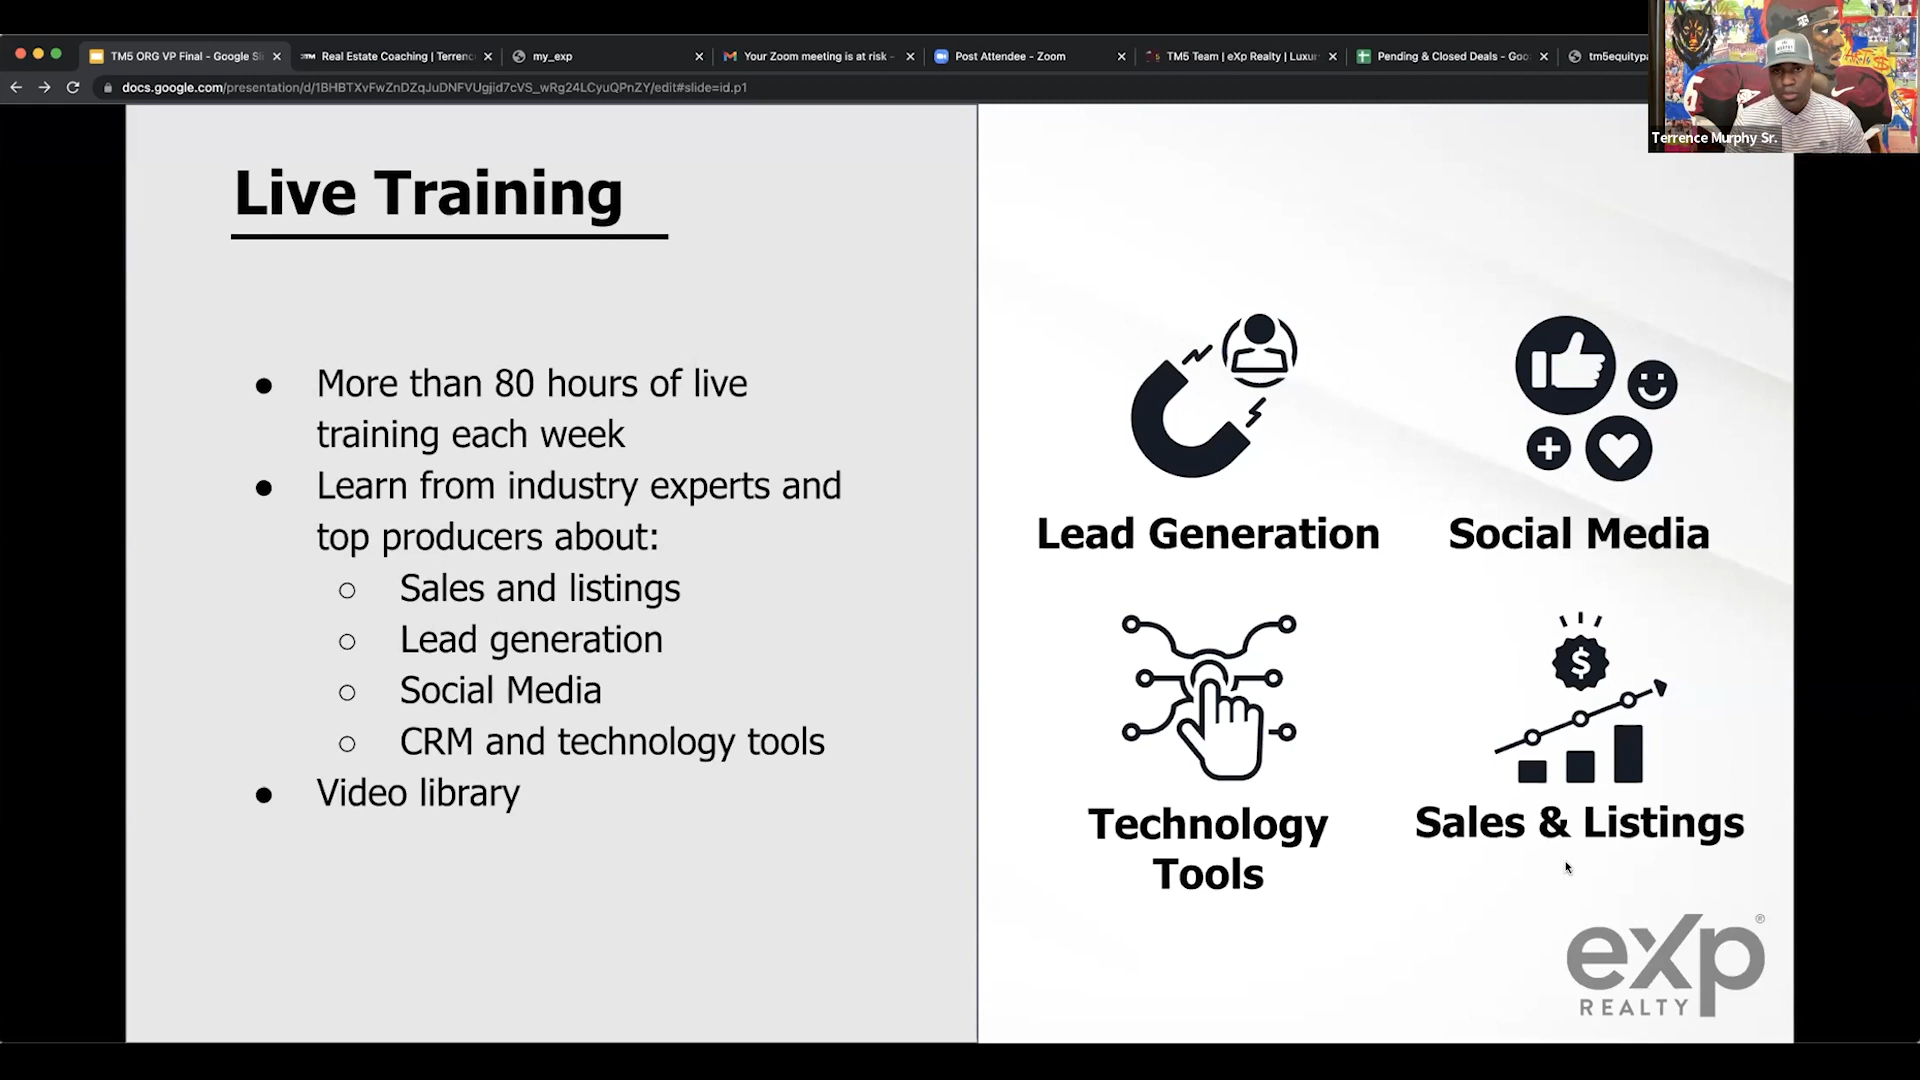 TM5 ORG VP Final - Google Sli
Real Estate Coaching | Terrenc
my_exp
Your Zoom meeting is at risk -
Post Attendee - Zoom
TM5 Team | eXp Realty | Luxur
Pending & Closed Deals - Goo
tm5equitypa
docs.google.com/presentation/d/1BHBTXvFwZnDZqJuDNFVUgjid7cVS_wRg24LCyuQPnZY/edit#slide=id.p1
Terrence Murphy Sr.
Live Training
● More than 80 hours of live
training each week
● Learn from industry experts and
top producers about:
○ Sales and listings
○ Lead generation
○ Social Media
○ CRM and technology tools
● Video library
Lead Generation
Social Media
Technology
Tools
Sales & Listings
eXp®
REALTY